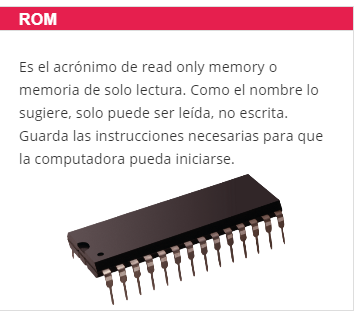 ROM
Es el acrónimo de read only memory o
memoria de solo lectura. Como el nombre lo
sugiere, solo puede ser leída, no escrita.
Guarda las instrucciones necesarias para que
la computadora pueda iniciarse.